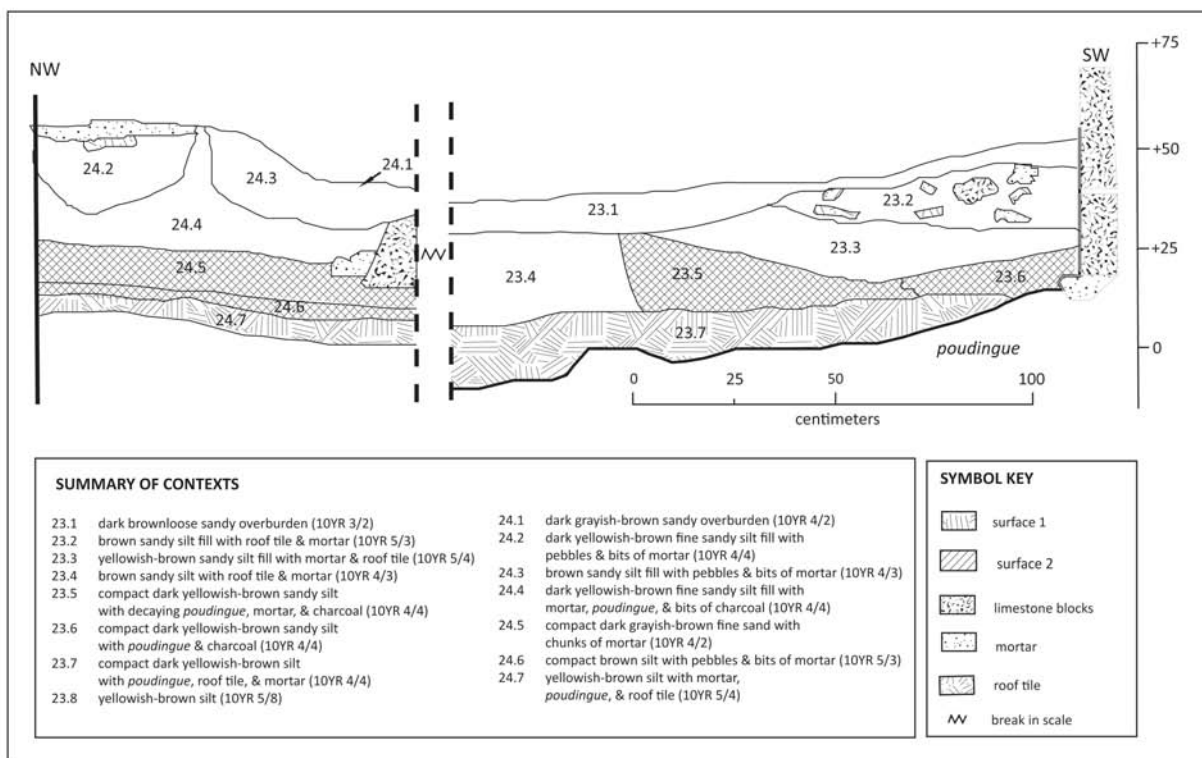 NW
SW
+75
+50
+25
0
24.1
24.2
24.3
24.4
24.5
24.6
24.7
23.1
23.2
23.3
23.4
23.5
23.6
23.7
poudingue
0 25 50 100
centimeters
SUMMARY OF CONTEXTS
23.1 dark brownloose sandy overburden (10YR 3/2)
23.2 brown sandy silt fill with roof tile & mortar (10YR 5/3)
23.3 yellowish-brown sandy silt fill with mortar & roof tile (10YR 5/4)
23.4 brown sandy silt with roof tile & mortar (10YR 4/3)
23.5 compact dark yellowish-brown sandy silt
with decaying poudingue, mortar, & charcoal (10YR 4/4)
23.6 compact dark yellowish-brown sandy silt
with poudingue & charcoal (10YR 4/4)
23.7 compact dark yellowish-brown silt
with poudingue, roof tile, & mortar (10YR 4/4)
23.8 yellowish-brown silt (10YR 5/8)
24.1 dark grayish-brown sandy overburden (10YR 4/2)
24.2 dark yellowish-brown fine sandy silt fill with
pebbles & bits of mortar (10YR 4/4)
24.3 brown sandy silt fill with pebbles & bits of mortar (10YR 4/3)
24.4 dark yellowish-brown fine sandy silt fill with
mortar, poudingue, & bits of charcoal (10YR 4/4)
24.5 compact dark grayish-brown fine sand with
chunks of mortar (10YR 4/2)
24.6 compact brown silt with pebbles & bits of mortar (10YR 5/3)
24.7 yellowish-brown silt with mortar,
poudingue, & roof tile (10YR 5/4)
SYMBOL KEY
surface 1
surface 2
limestone blocks
mortar
roof tile
break in scale